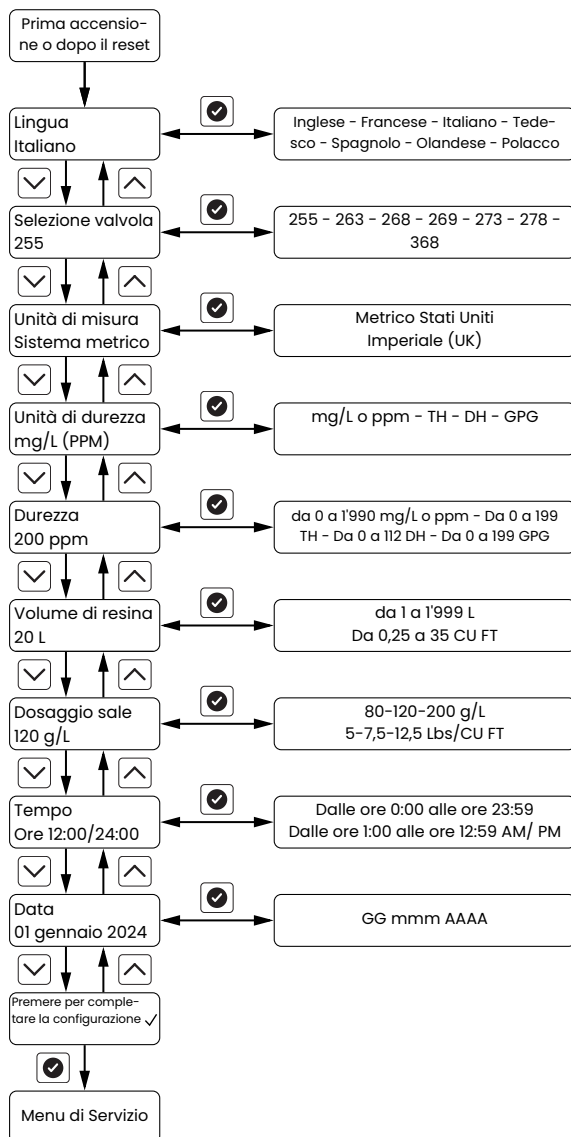 Prima accensio-
ne o dopo il reset
Lingua
Italiano
Inglese - Francese - Italiano - Tede-
sco - Spagnolo - Olandese - Polacco
Selezione valvola
255
255 - 263 - 268 - 269 - 273 - 278 -
368
Unità di misura
Sistema metrico
Metrico Stati Uniti
Imperiale (UK)
Unità di durezza
mg/L (PPM)
mg/L o ppm - TH - DH - GPG
Durezza
200 ppm
da 0 a 1'990 mg/L o ppm - Da 0 a 199
TH - Da 0 a 112 DH - Da 0 a 199 GPG
Volume di resina
20 L
da 1 a 1'999 L
Da 0,25 a 35 CU FT
Dosaggio sale
120 g/L
80-120-200 g/L
5-7,5-12,5 Lbs/CU FT
Tempo
Ore 12:00/24:00
Dalle ore 0:00 alle ore 23:59
Dalle ore 1:00 alle ore 12:59 AM/ PM
Data
01 gennaio 2024
GG mmm AAAA
Premere per comple-
tare la configurazione ✓
Menu di Servizio